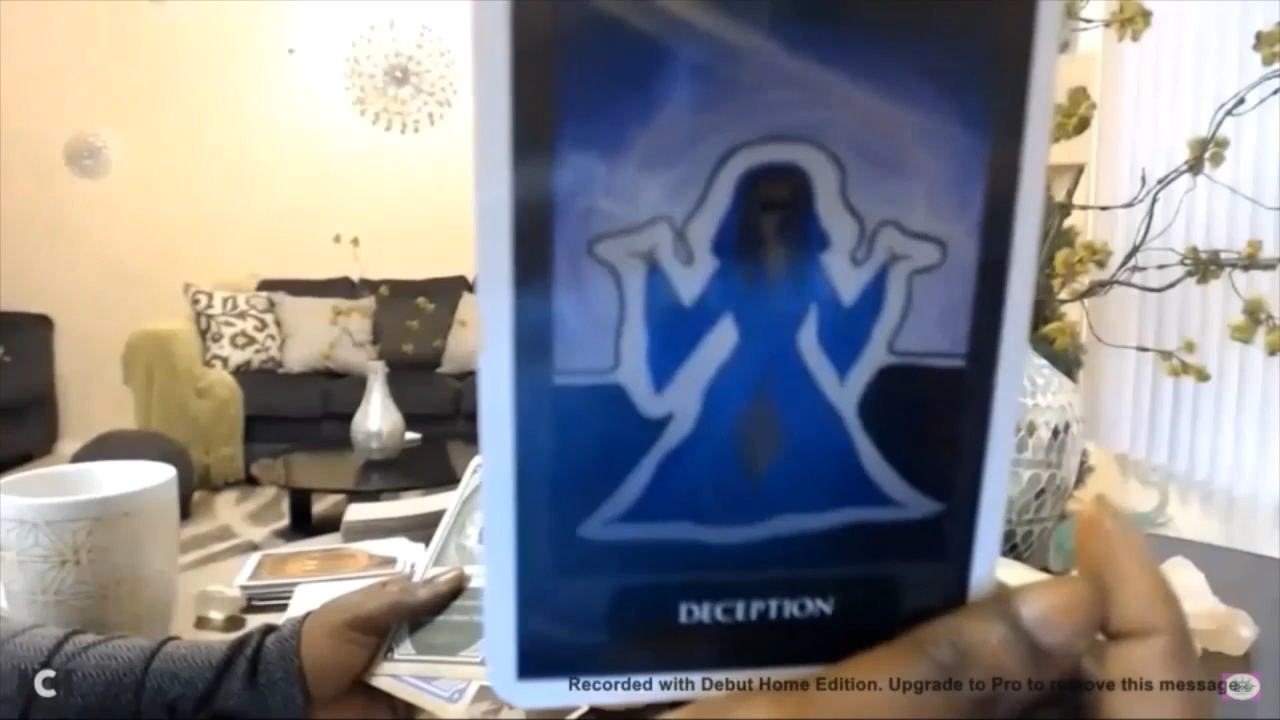 DECEPTION
C
Recorded with Debut Home Edition. Upgrade to Pro to remove this message